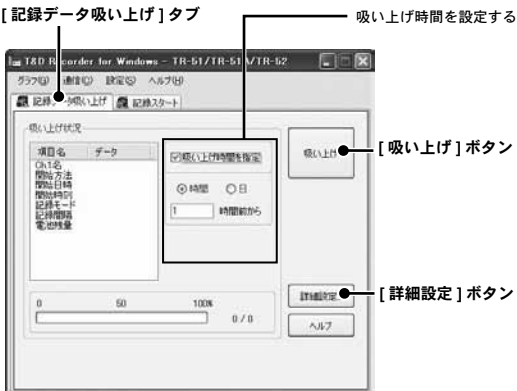 [ 記録データ吸い上げ ] タブ
吸い上げ時間を設定する
T&D Recorder for Windows - TR-51/TR-51A/TR-52
グラフ(G) 通信(C) 設定(S) ヘルプ(H)
記録データ吸い上げ 記録スタート
吸い上げ状況
項目名 データ
Ch1名
開始方法
開始日時
開始時刻
記録モード
記録間隔
電池残量
吸い上げ時間を指定
時間 日
1 時間前から
吸い上げ
[ 吸い上げ ] ボタン
0 50 100%
0 / 0
詳細設定
[ 詳細設定 ] ボタン
ヘルプ